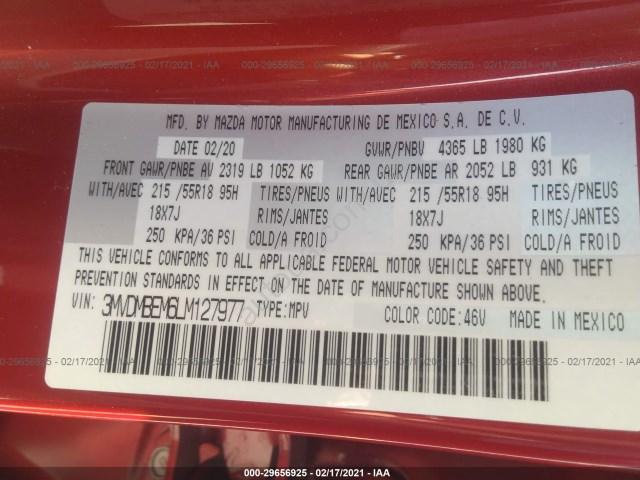 000-29656925 - 02/17/2021 - IAA
MFD. BY MAZDA MOTOR MANUFACTURING DE MEXICO S.A. DE C.V.
DATE 02/20 GVWR/PNBV 4365 LB 1980 KG
FRONT GAWR/PNBE AV 2319 LB 1052 KG REAR GAWR/PNBE AR 2052 LB 931 KG
WITH/AVEC 215 /55R18 95H TIRES/PNEUS WITH/AVEC 215 /55R18 95H TIRES/PNEUS
18X7J RIMS/JANTES 18X7J RIMS/JANTES
250 KPA/36 PSI COLD/A FROID 250 KPA/36 PSI COLD/A FROID
THIS VEHICLE CONFORMS TO ALL APPLICABLE FEDERAL MOTOR VEHICLE SAFETY AND THEFT
PREVENTION STANDARDS IN EFFECT ON THE DATE OF MANUFACTURE SHOWN ABOVE.
VIN: 3MVDMBEM6LM127977 TYPE:MPV COLOR CODE:46V MADE IN MEXICO
000-29656925 - 02/17/2021 - IAA
000-29656925 - 02/17/2021 - IAA